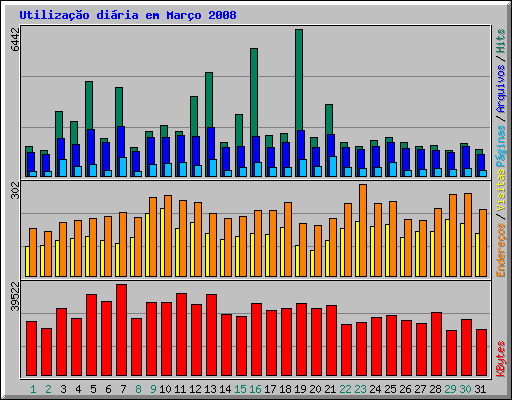 Utilização diária em Março 2008
6442
302
39522
Hits / Arquivos / Páginas
Visitas / Endereços
KBytes
1 2 3 4 5 6 7 8 9 10 11 12 13 14 15 16 17 18 19 20 21 22 23 24 25 26 27 28 29 30 31